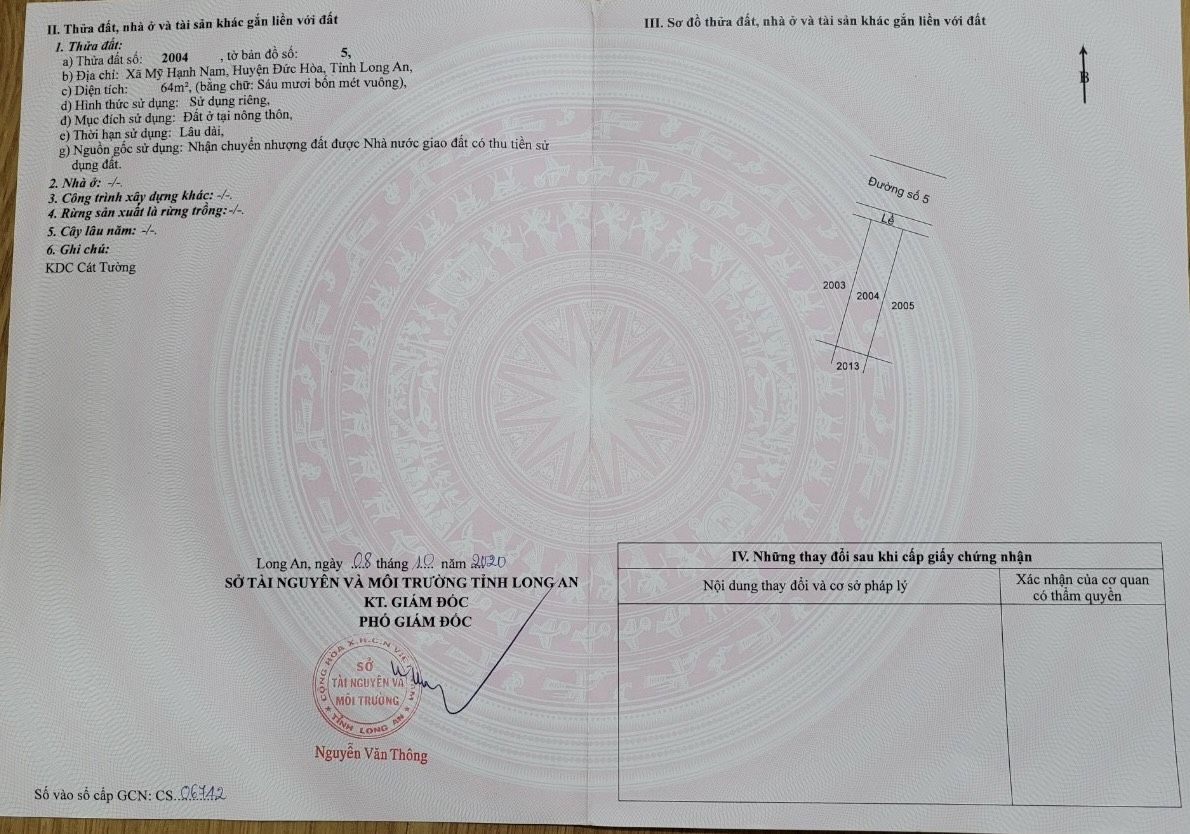 II. Thửa đất, nhà ở và tài sản khác gắn liền với đất
1. Thửa đất:
a) Thửa đất số: 2004 , tờ bản đồ số: 5,
b) Địa chỉ: Xã Mỹ Hạnh Nam, Huyện Đức Hòa, Tỉnh Long An,
c) Diện tích: 64m², (bằng chữ: Sáu mươi bốn mét vuông),
d) Hình thức sử dụng: Sử dụng riêng,
đ) Mục đích sử dụng: Đất ở tại nông thôn,
e) Thời hạn sử dụng: Lâu dài,
g) Nguồn gốc sử dụng: Nhận chuyển nhượng đất được Nhà nước giao đất có thu tiền sử
dụng đất.
2. Nhà ở: -/-.
3. Công trình xây dựng khác: -/-.
4. Rừng sản xuất là rừng trồng: -/-.
5. Cây lâu năm: -/-.
6. Ghi chú:
KDC Cát Tường
Long An, ngày 08 tháng 10 năm 2020
SỞ TÀI NGUYÊN VÀ MÔI TRƯỜNG TỈNH LONG AN
KT. GIÁM ĐỐC
PHÓ GIÁM ĐỐC
CỘNG HÒA X.H.C.N VIỆT NAM
SỞ
TÀI NGUYÊN VÀ
MÔI TRƯỜNG
TỈNH LONG AN
Nguyễn Văn Thông
Số vào sổ cấp GCN: CS 06742
III. Sơ đồ thửa đất, nhà ở và tài sản khác gắn liền với đất
B
Đường số 5
Lề
2003
2004
2005
2013
IV. Những thay đổi sau khi cấp giấy chứng nhận
Nội dung thay đổi và cơ sở pháp lý
Xác nhận của cơ quan
có thẩm quyền